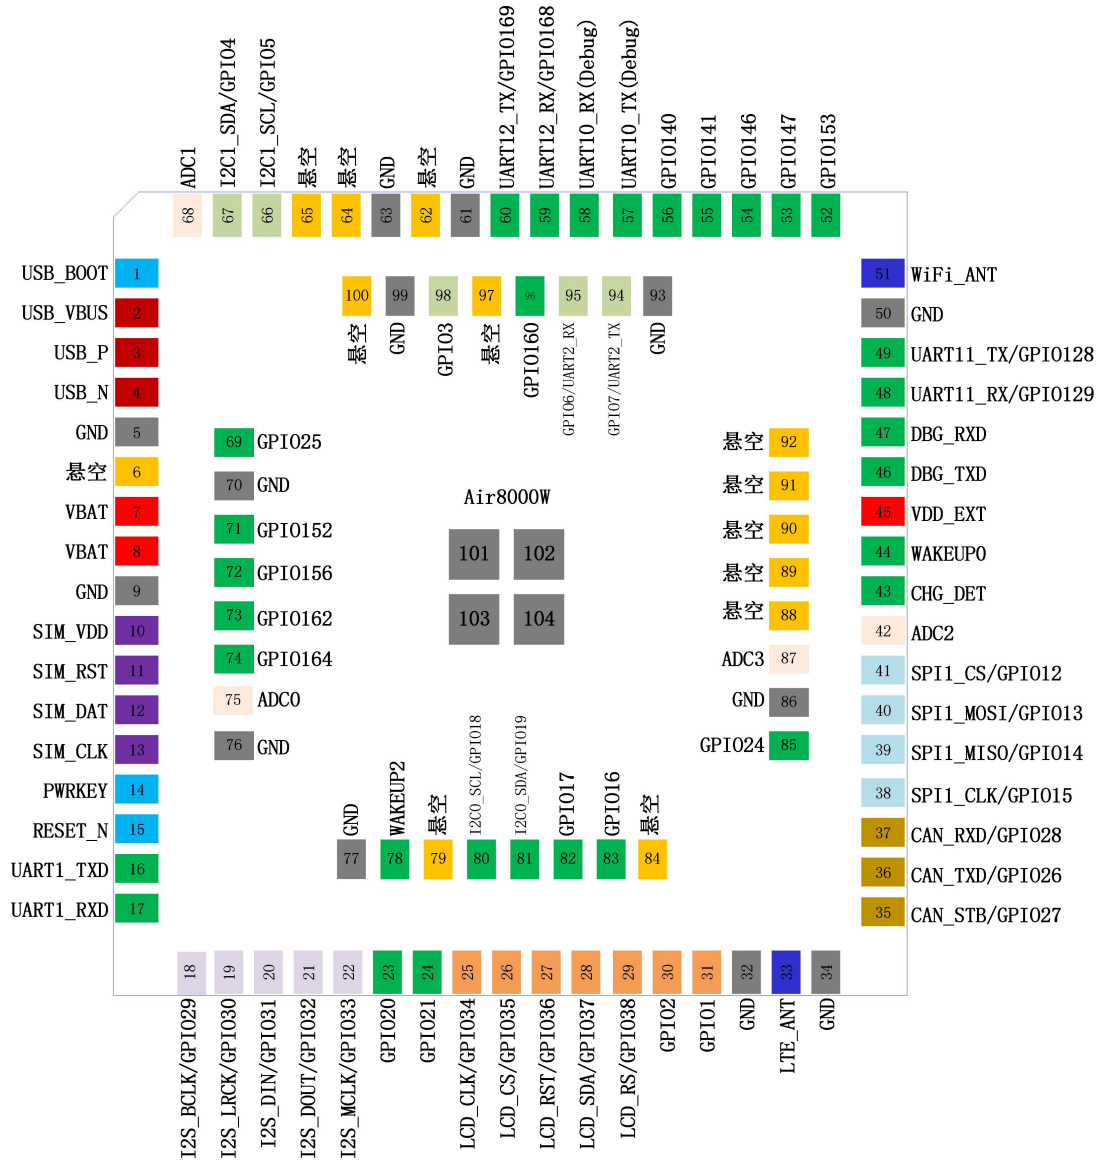 ADC1
I2C1_SDA/GPIO4
I2C1_SCL/GPIO5
悬空
悬空
GND
悬空
GND
UART12_TX/GPIO169
UART12_RX/GPIO168
UART10_RX(Debug)
UART10_TX(Debug)
GPIO140
GPIO141
GPIO146
GPIO147
GPIO153
68
67
66
65
64
63
62
61
60
59
58
57
56
55
54
53
52
USB_BOOT 1
USB_VBUS 2
USB_P 3
USB_N 4
GND 5
悬空 6
VBAT 7
VBAT 8
GND 9
SIM_VDD 10
SIM_RST 11
SIM_DAT 12
SIM_CLK 13
PWRKEY 14
RESET_N 15
UART1_TXD 16
UART1_RXD 17
100
99
98
97
96
95
94
93
悬空
GND
GPIO3
悬空
GPIO160
GPIO6/UART2_RX
GPIO7/UART2_TX
GND
69 GPIO25
70 GND
71 GPIO152
72 GPIO156
73 GPIO162
74 GPIO164
75 ADC0
76 GND
Air8000W
101 102
103 104
悬空 92
悬空 91
悬空 90
悬空 89
悬空 88
ADC3 87
GND 86
GPIO24 85
GND
WAKEUP2
悬空
I2C0_SCL/GPIO18
I2C0_SDA/GPIO19
GPIO17
GPIO16
悬空
77
78
79
80
81
82
83
84
51 WiFi_ANT
50 GND
49 UART11_TX/GPIO128
48 UART11_RX/GPIO129
47 DBG_RXD
46 DBG_TXD
45 VDD_EXT
44 WAKEUP0
43 CHG_DET
42 ADC2
41 SPI1_CS/GPIO12
40 SPI1_MOSI/GPIO13
39 SPI1_MISO/GPIO14
38 SPI1_CLK/GPIO15
37 CAN_RXD/GPIO28
36 CAN_TXD/GPIO26
35 CAN_STB/GPIO27
18
19
20
21
22
23
24
25
26
27
28
29
30
31
32
33
34
I2S_BCLK/GPIO29
I2S_LRCK/GPIO30
I2S_DIN/GPIO31
I2S_DOUT/GPIO32
I2S_MCLK/GPIO33
GPIO20
GPIO21
LCD_CLK/GPIO34
LCD_CS/GPIO35
LCD_RST/GPIO36
LCD_SDA/GPIO37
LCD_RS/GPIO38
GPIO2
GPIO1
GND
LTE_ANT
GND